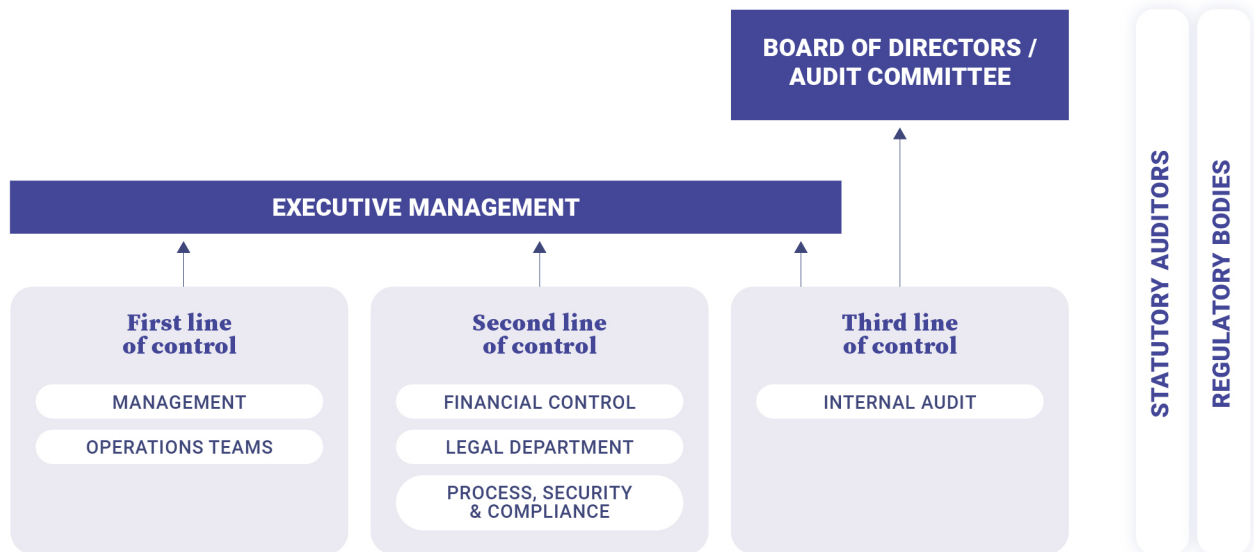 BOARD OF DIRECTORS /
AUDIT COMMITTEE
EXECUTIVE MANAGEMENT
First line
of control
MANAGEMENT
OPERATIONS TEAMS
Second line
of control
FINANCIAL CONTROL
LEGAL DEPARTMENT
PROCESS, SECURITY
& COMPLIANCE
Third line
of control
INTERNAL AUDIT
STATUTORY AUDITORS
REGULATORY BODIES